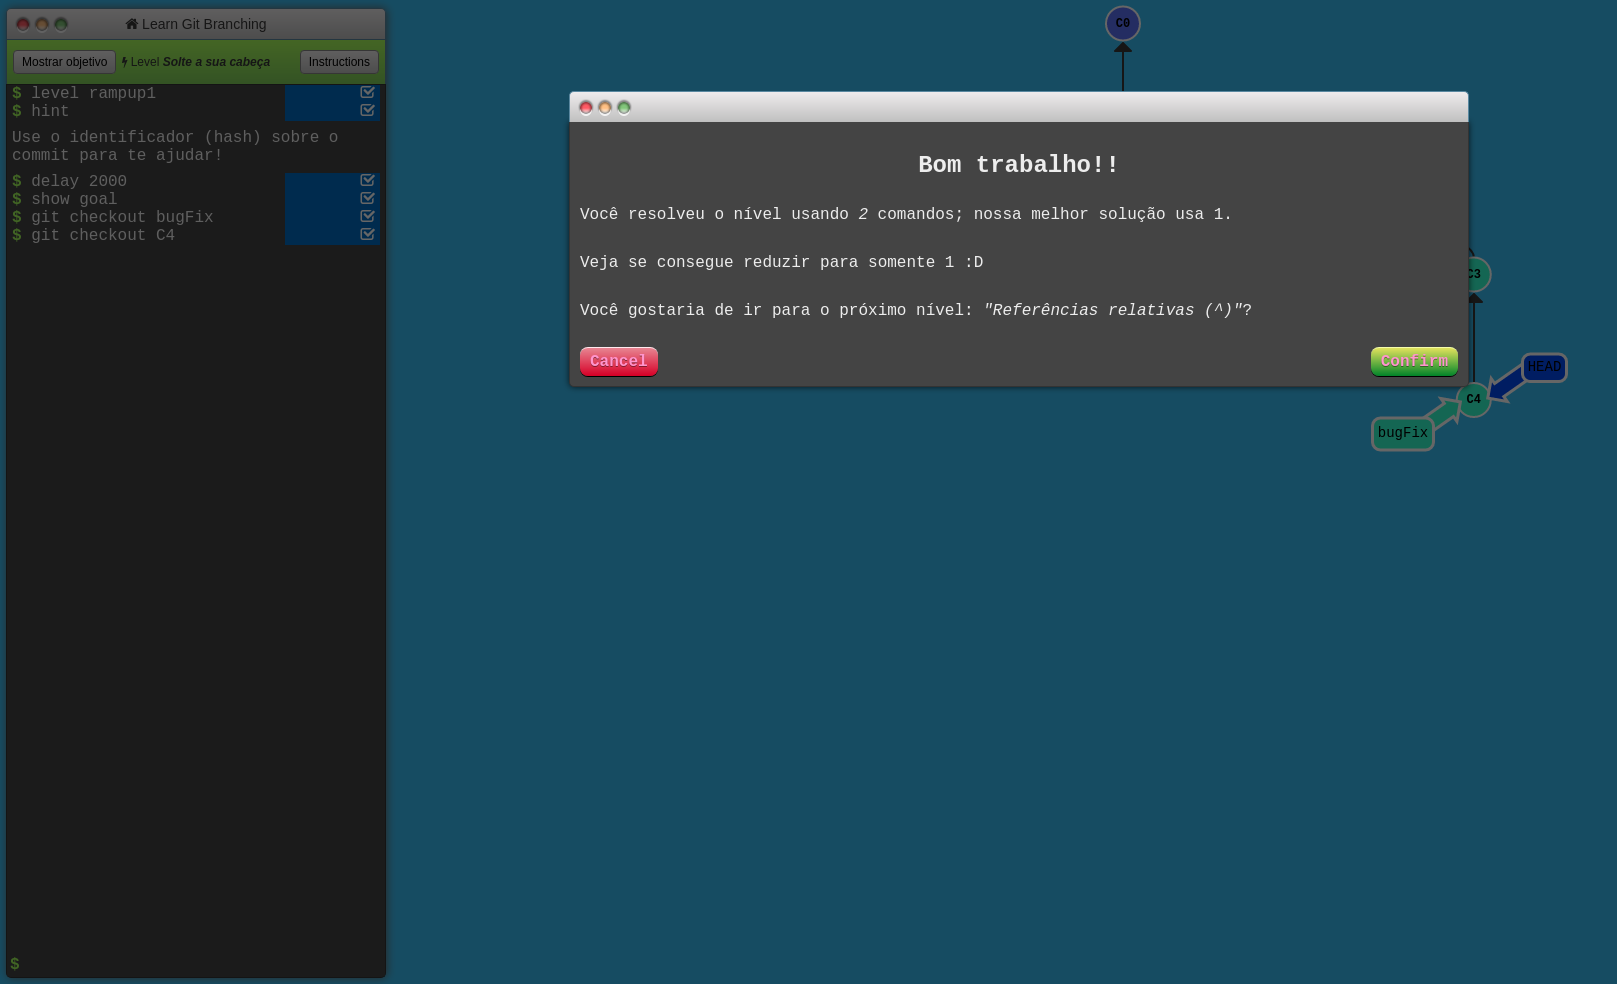 Learn Git Branching
Mostrar objetivo Level Solte a sua cabeça Instructions
$ level rampup1
$ hint
Use o identificador (hash) sobre o
commit para te ajudar!
$ delay 2000
$ show goal
$ git checkout bugFix
$ git checkout C4
$
C0
Bom trabalho!!
Você resolveu o nível usando 2 comandos; nossa melhor solução usa 1.
Veja se consegue reduzir para somente 1 :D
Você gostaria de ir para o próximo nível: "Referências relativas (^)"?
Cancel Confirm
C3
HEAD
C4
bugFix